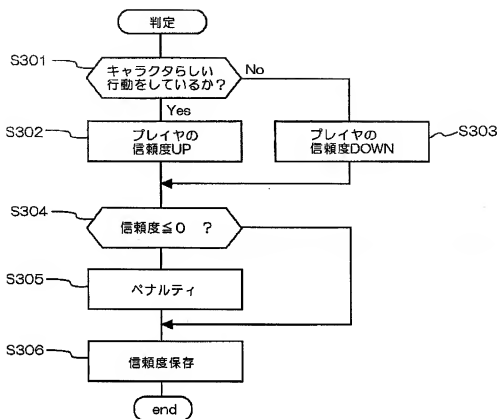 判定
S301
キャラクタらしい
行動をしているか?
No
Yes
S302
プレイヤの
信頼度UP
プレイヤの
信頼度DOWN
S303
S304
信頼度≦0 ?
S305
ペナルティ
S306
信頼度保存
end